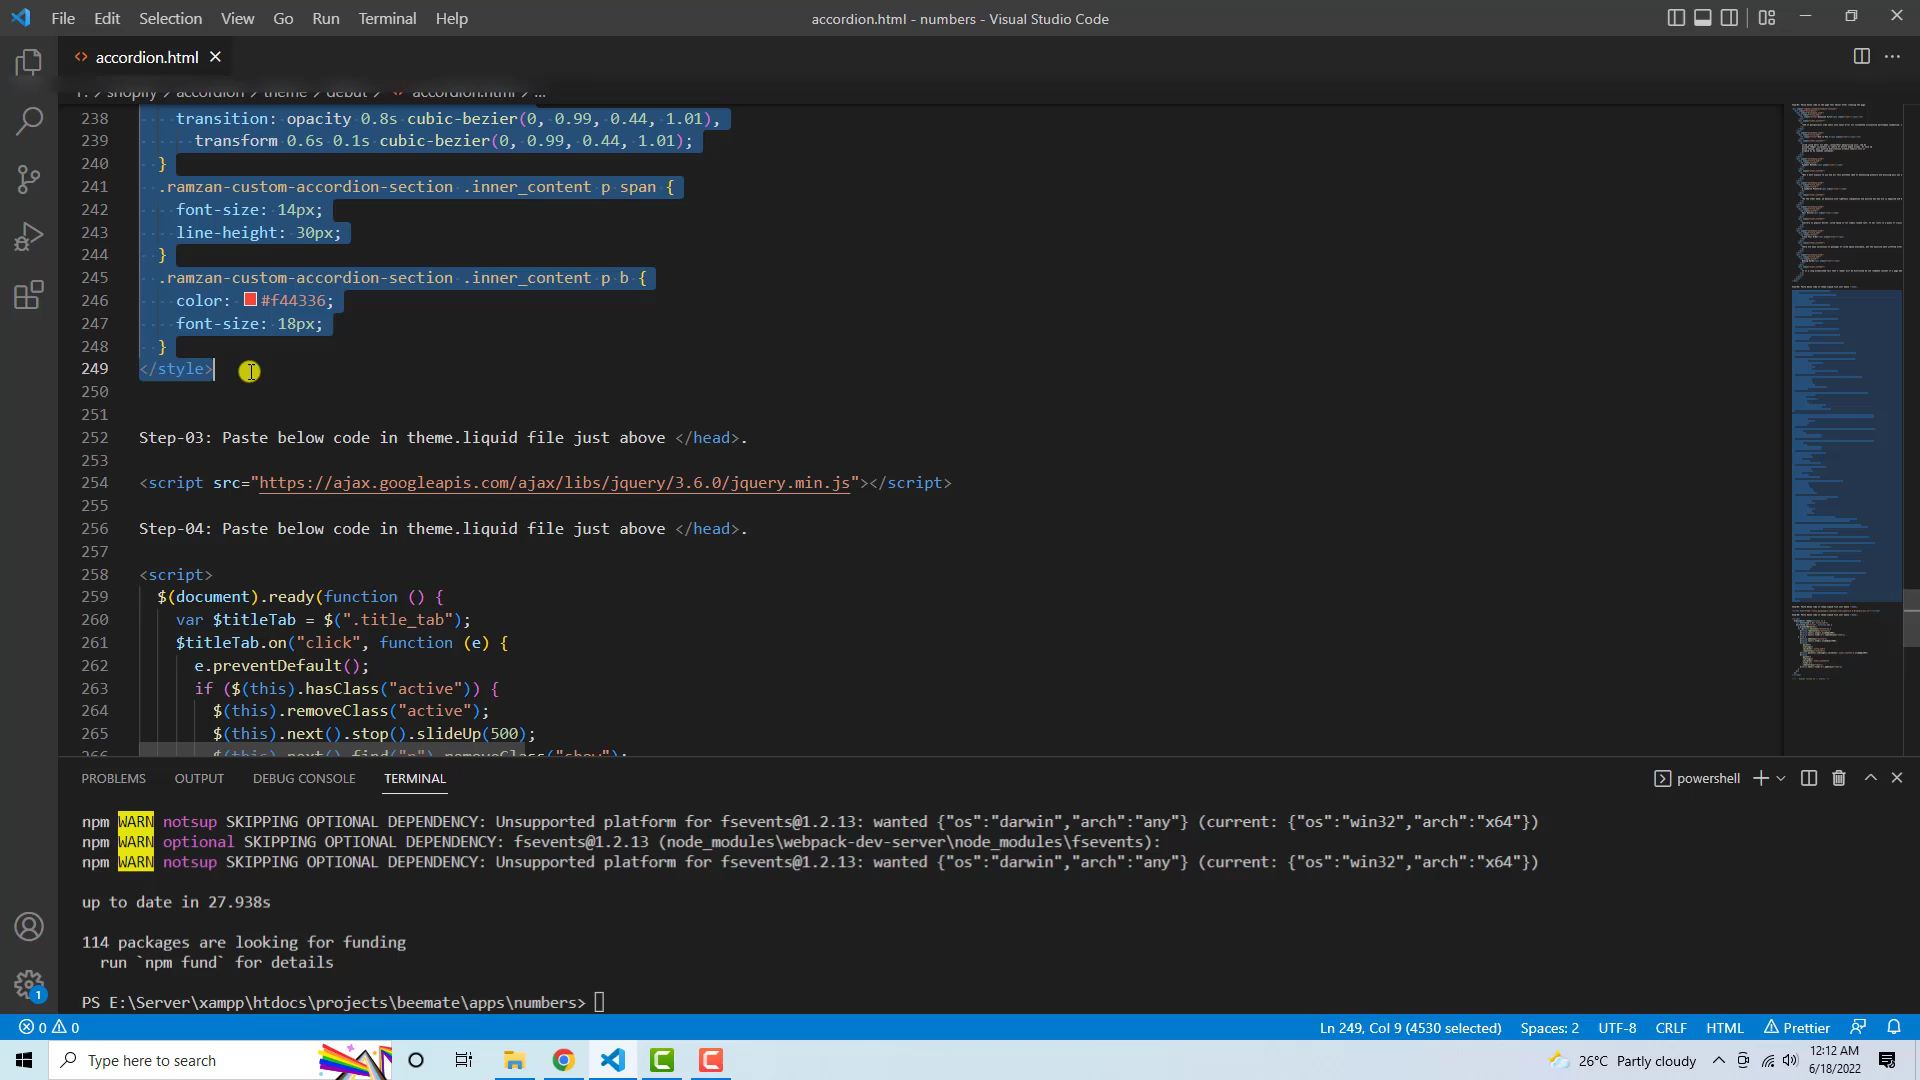 File Edit Selection View Go Run Terminal Help
accordion.html - numbers - Visual Studio Code
accordion.html
shopify > accordion > theme > debut > accordion.html > ...
238 transition: opacity 0.8s cubic-bezier(0, 0.99, 0.44, 1.01),
239 transform 0.6s 0.1s cubic-bezier(0, 0.99, 0.44, 1.01);
240 }
241 .ramzan-custom-accordion-section .inner_content p span {
242 font-size: 14px;
243 line-height: 30px;
244 }
245 .ramzan-custom-accordion-section .inner_content p b {
246 color: #f44336;
247 font-size: 18px;
248 }
249 </style>
250
251
252 Step-03: Paste below code in theme.liquid file just above </head>.
253
254 <script src="https://ajax.googleapis.com/ajax/libs/jquery/3.6.0/jquery.min.js"></script>
255
256 Step-04: Paste below code in theme.liquid file just above </head>.
257
258 <script>
259 $(document).ready(function () {
260 var $titleTab = $(".title_tab");
261 $titleTab.on("click", function (e) {
262 e.preventDefault();
263 if ($(this).hasClass("active")) {
264 $(this).removeClass("active");
265 $(this).next().stop().slideUp(500);
266 $(this).next().find("p").removeClass("show");
PROBLEMS OUTPUT DEBUG CONSOLE TERMINAL
powershell
npm WARN notsup SKIPPING OPTIONAL DEPENDENCY: Unsupported platform for fsevents@1.2.13: wanted {"os":"darwin","arch":"any"} (current: {"os":"win32","arch":"x64"})
npm WARN optional SKIPPING OPTIONAL DEPENDENCY: fsevents@1.2.13 (node_modules\webpack-dev-server\node_modules\fsevents):
npm WARN notsup SKIPPING OPTIONAL DEPENDENCY: Unsupported platform for fsevents@1.2.13: wanted {"os":"darwin","arch":"any"} (current: {"os":"win32","arch":"x64"})
up to date in 27.938s
114 packages are looking for funding
run `npm fund` for details
PS E:\Server\xampp\htdocs\projects\beemate\apps\numbers>
1
0 0
Ln 249, Col 9 (4530 selected) Spaces: 2 UTF-8 CRLF HTML Prettier
Type here to search
26°C Partly cloudy
12:12 AM
6/18/2022